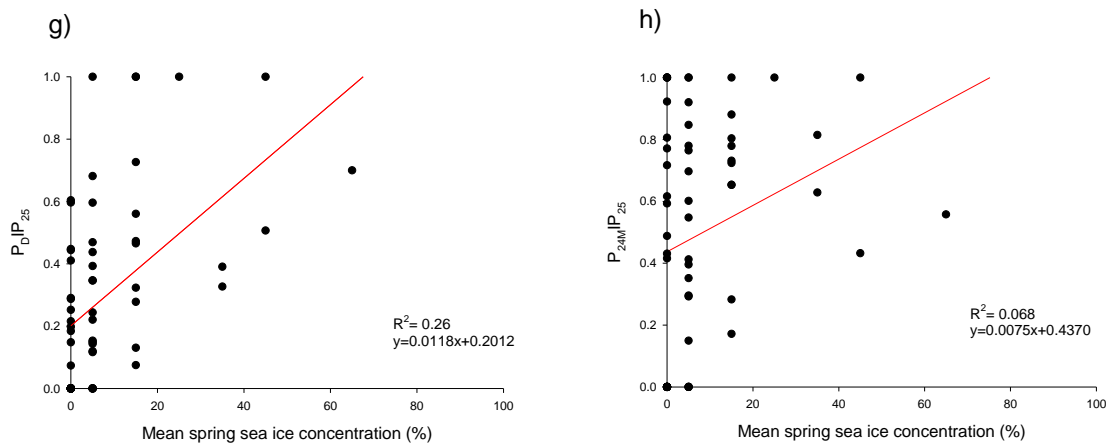 g)
1.0
0.8
0.6
0.4
0.2
0.0
P_DIP_25
0 20 40 60 80 100
Mean spring sea ice concentration (%)
R²= 0.26
y=0.0118x+0.2012
h)
1.0
0.8
0.6
0.4
0.2
0.0
P_24MIP_25
0 20 40 60 80 100
Mean spring sea ice concentration (%)
R²= 0.068
y=0.0075x+0.4370